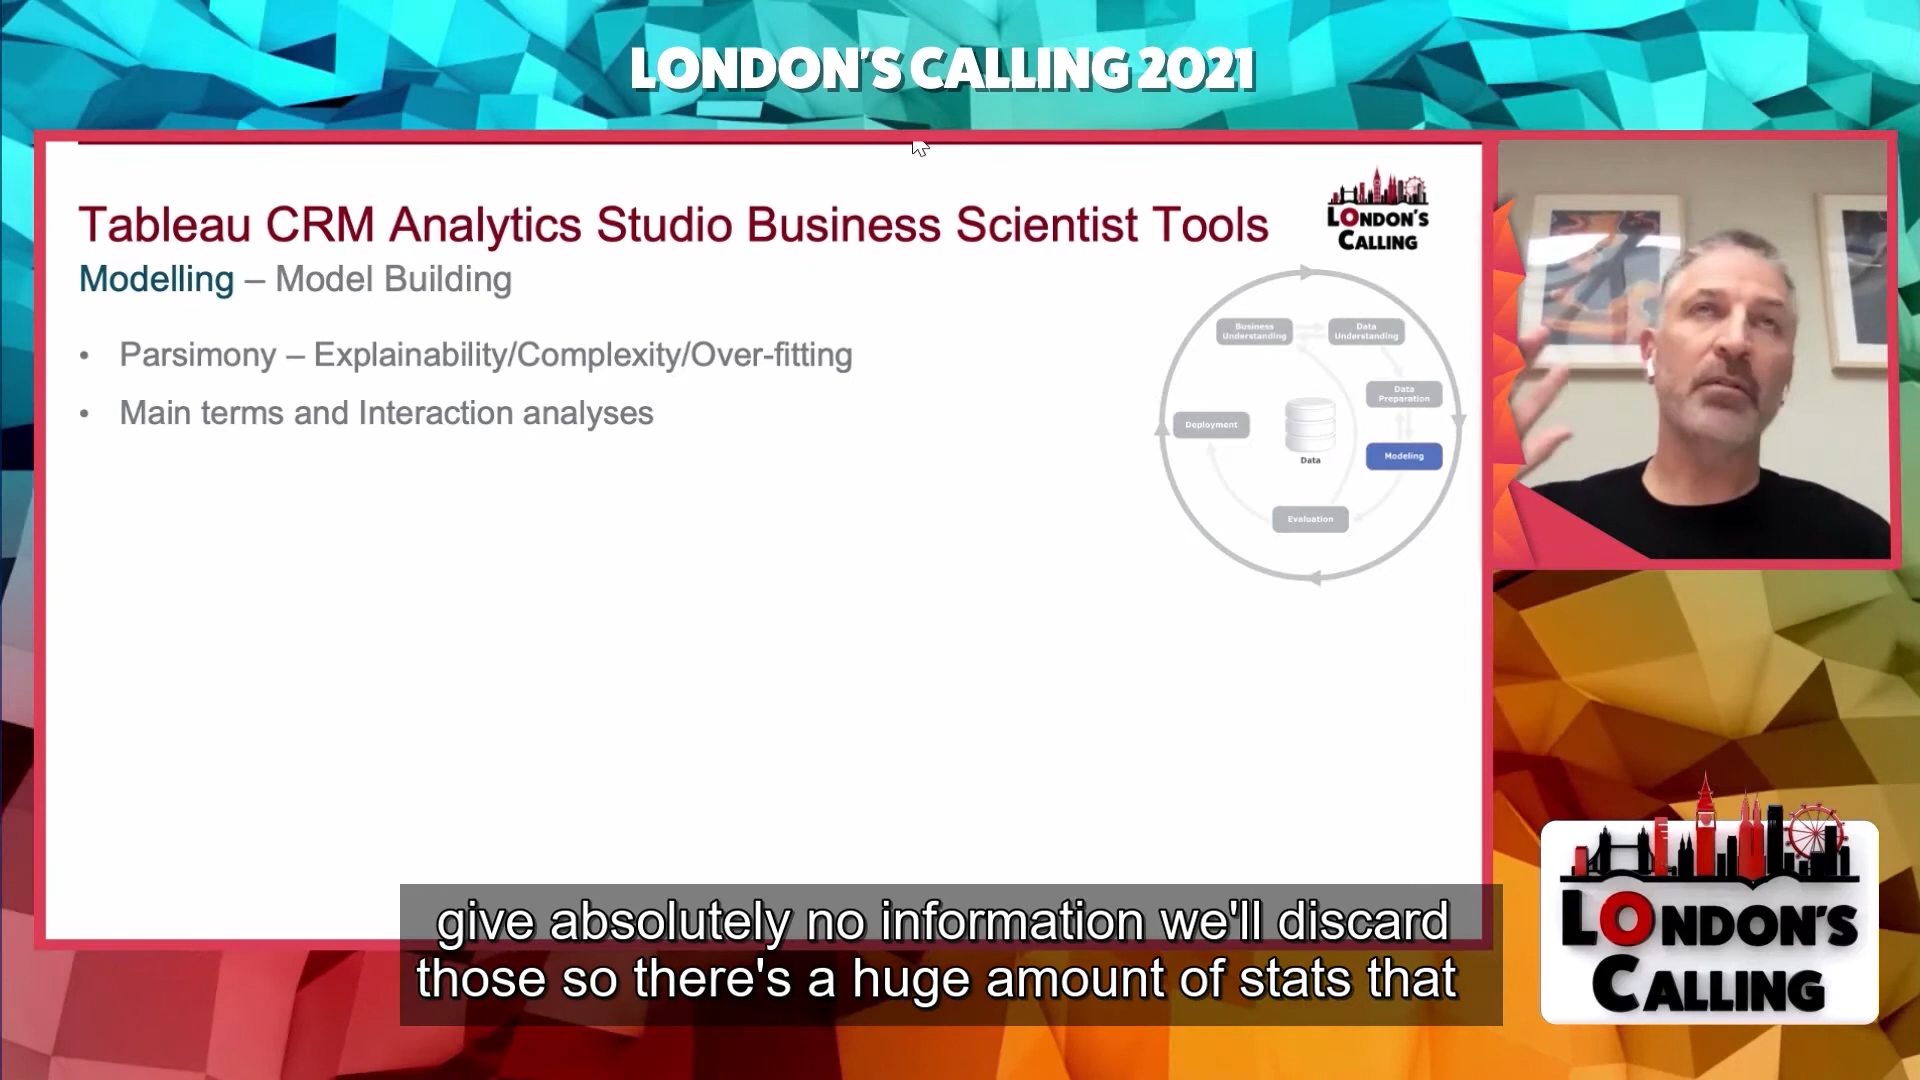 LONDON'S CALLING 2021
Tableau CRM Analytics Studio Business Scientist Tools
LONDON'S
CALLING
Modelling – Model Building
• Parsimony – Explainability/Complexity/Over-fitting
• Main terms and Interaction analyses
Business
Understanding
Data
Understanding
Data
Preparation
Deployment
Modeling
Data
Evaluation
give absolutely no information we'll discard
those so there's a huge amount of stats that
LONDON'S
CALLING